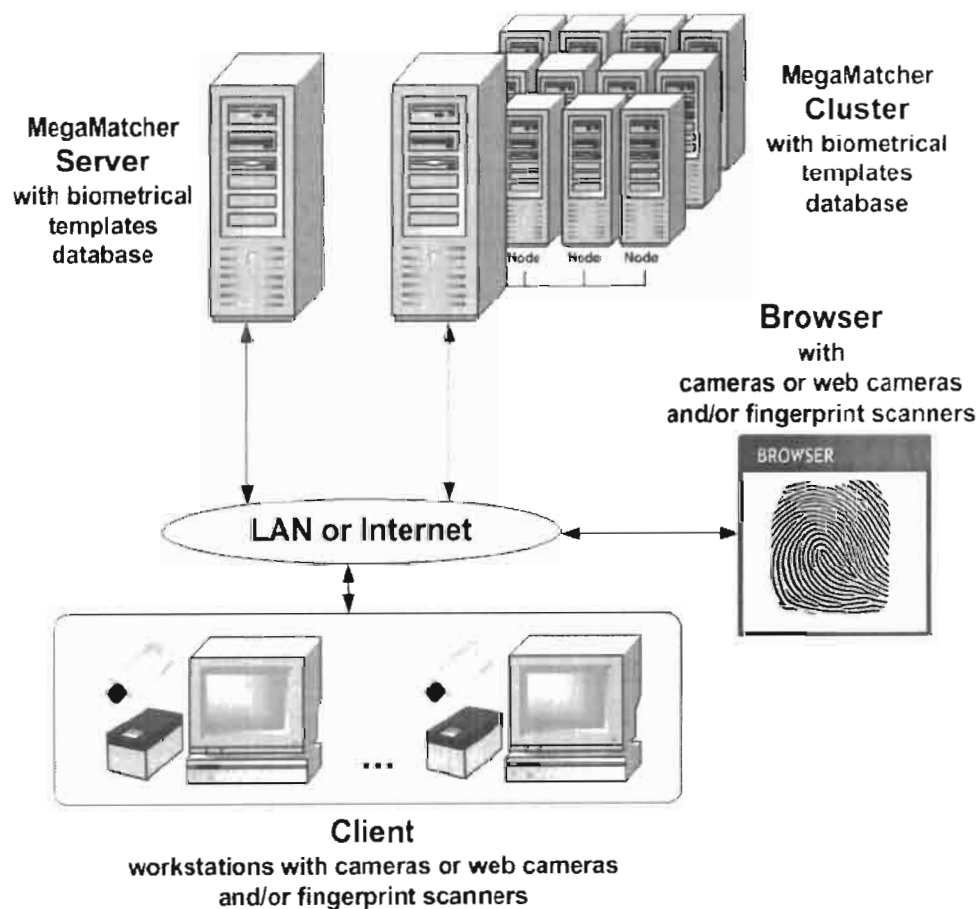 MegaMatcher
Server
with biometrical
templates
database
MegaMatcher
Cluster
with biometrical
templates
database
Node
Node
Node
Browser
with
cameras or web cameras
and/or fingerprint scanners
BROWSER
LAN or Internet
...
Client
workstations with cameras or web cameras
and/or fingerprint scanners